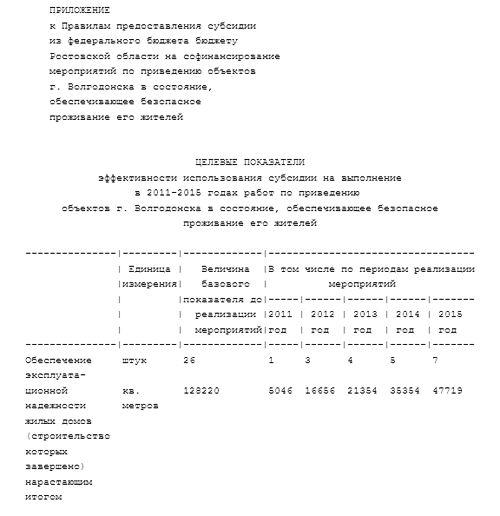 ПРИЛОЖЕНИЕ
к Правилам предоставления субсидии
из федерального бюджета бюджету
Ростовской области на софинансирование
мероприятий по приведению объектов
г. Волгодонска в состояние,
обеспечивающее безопасное
проживание его жителей
ЦЕЛЕВЫЕ ПОКАЗАТЕЛИ
эффективности использования субсидии на выполнение
в 2011-2015 годах работ по приведению
объектов г. Волгодонска в состояние, обеспечивающее безопасное
проживание его жителей
---------------|---------|-------------|----------------------------------
| Единица | Величина |В том числе по периодам реализации
|измерения| базового | мероприятий
| |показателя до|-----|------|------|------|-------
| | реализации |2011 | 2012 | 2013 | 2014 | 2015
| | мероприятий|год | год | год | год | год
---------------|---------|-------------|-----|------|------|------|-------
Обеспечение штук 26 1 3 4 5 7
эксплуата-
ционной кв. 128220 5046 16656 21354 35354 47719
надежности метров
жилых домов
(строительство
которых
завершено)
нарастающим
итогом